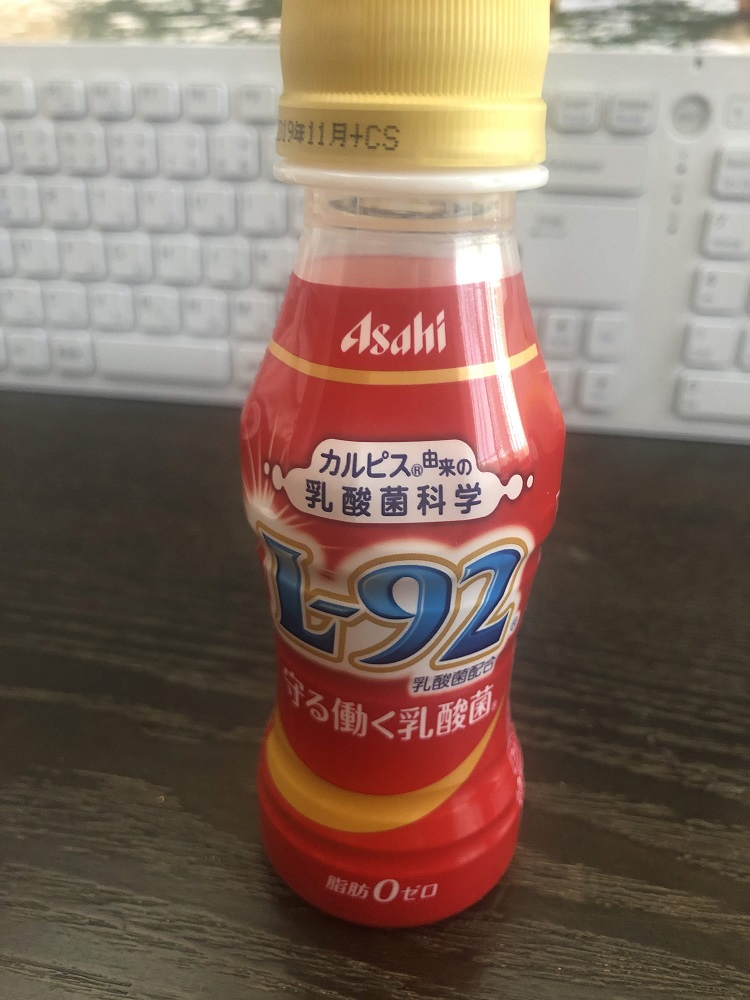 19年11月+CS
Asahi
カルピス®由来の
乳酸菌科学
L-92
乳酸菌配合
守る働く乳酸菌®
脂肪0ゼロ